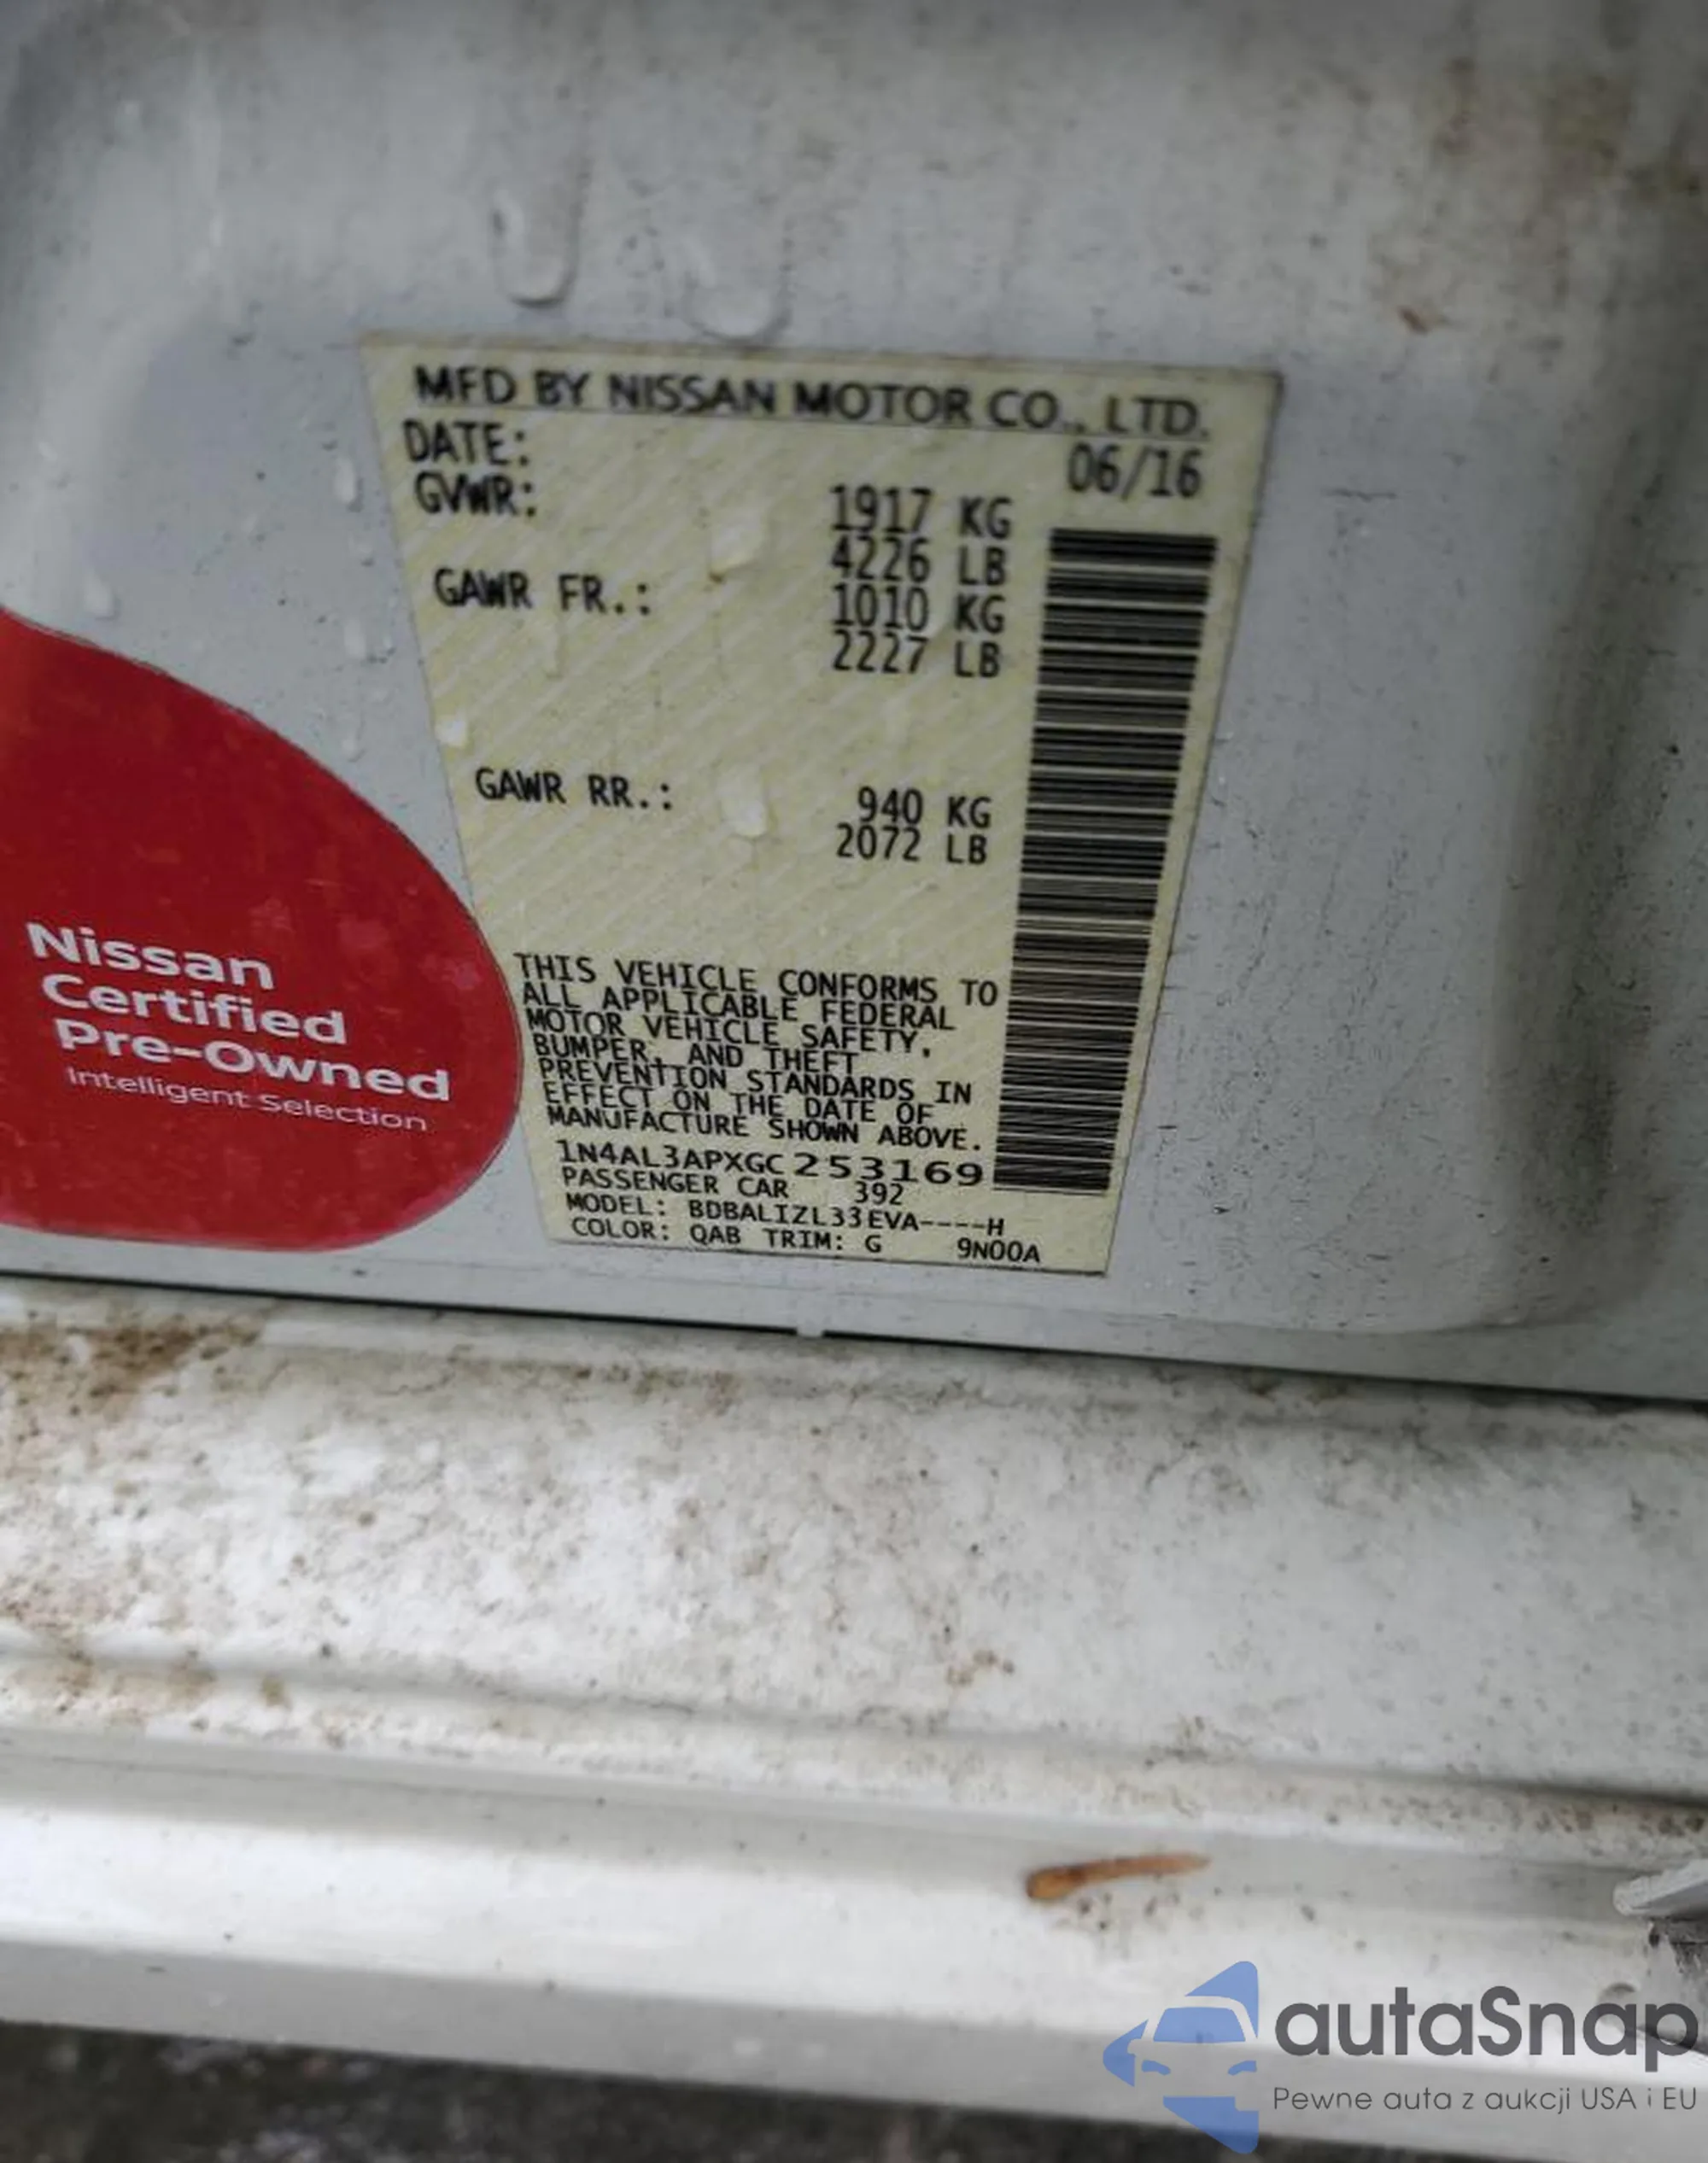 MFD BY NISSAN MOTOR CO., LTD.
DATE: 06/16
GVWR: 1917 KG
4226 LB
GAWR FR.: 1010 KG
2227 LB
GAWR RR.: 940 KG
2072 LB
THIS VEHICLE CONFORMS TO
ALL APPLICABLE FEDERAL
MOTOR VEHICLE SAFETY,
BUMPER, AND THEFT
PREVENTION STANDARDS IN
EFFECT ON THE DATE OF
MANUFACTURE SHOWN ABOVE.
1N4AL3APXGC253169
PASSENGER CAR 392
MODEL: BDBALIZL33EVA----H
COLOR: QAB TRIM: G 9N00A
Nissan
Certified
Pre-Owned
Intelligent Selection
autaSnap
Pewne auta z aukcji USA i EU